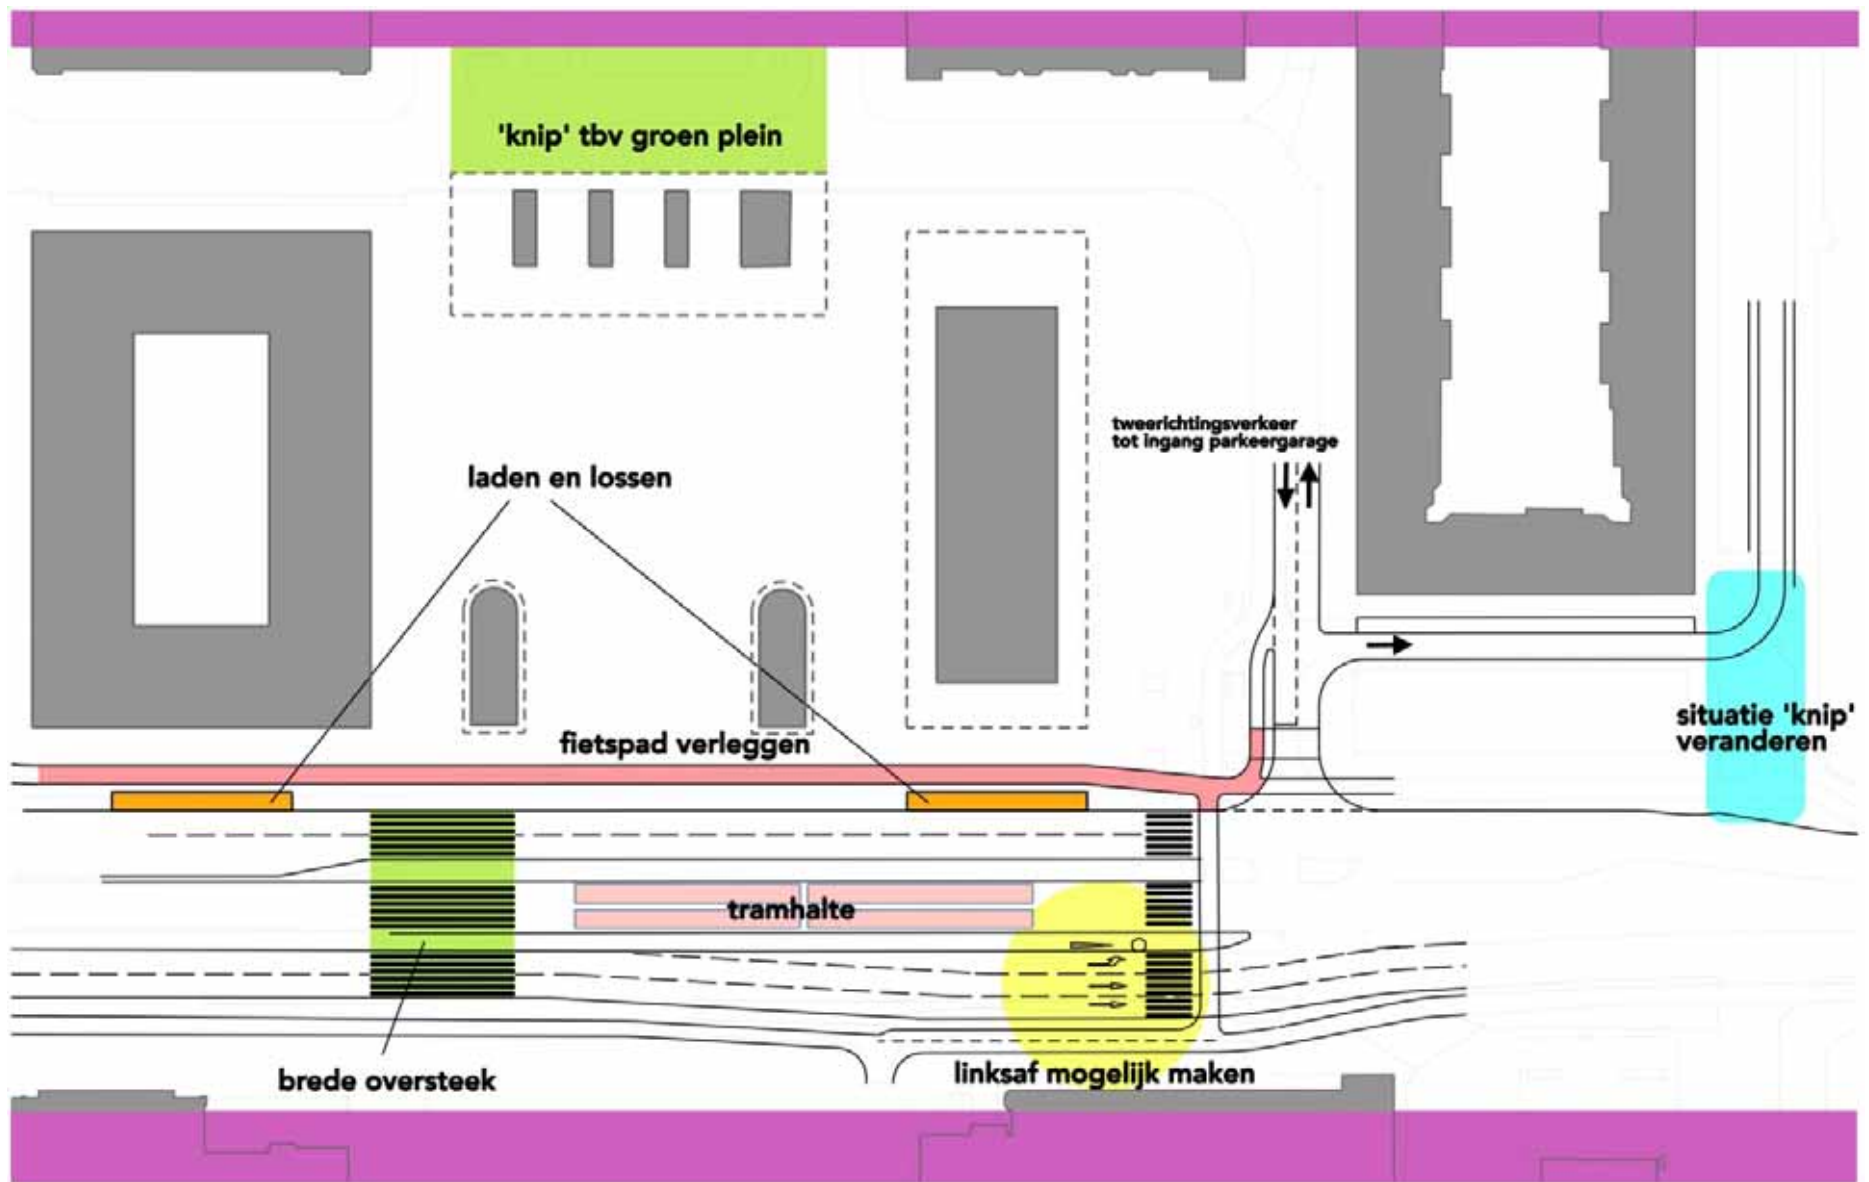 'knip' tbv groen plein
tweerichtingsverkeer
tot ingang parkeergarage
laden en lossen
situatie 'knip'
veranderen
fietspad verleggen
tramhalte
linksaf mogelijk maken
brede oversteek